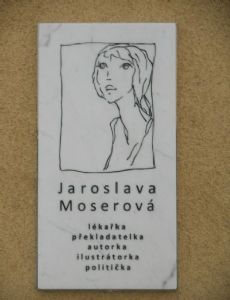 Jaroslava
Moserová
lékařka
překladatelka
autorka
ilustrátorka
politička